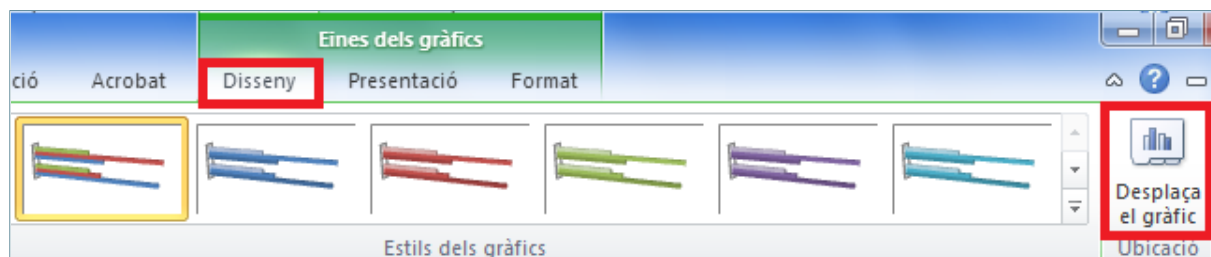 Eines dels gràfics
ció Acrobat Disseny Presentació Format
Desplaça
el gràfic
Estils dels gràfics Ubicació